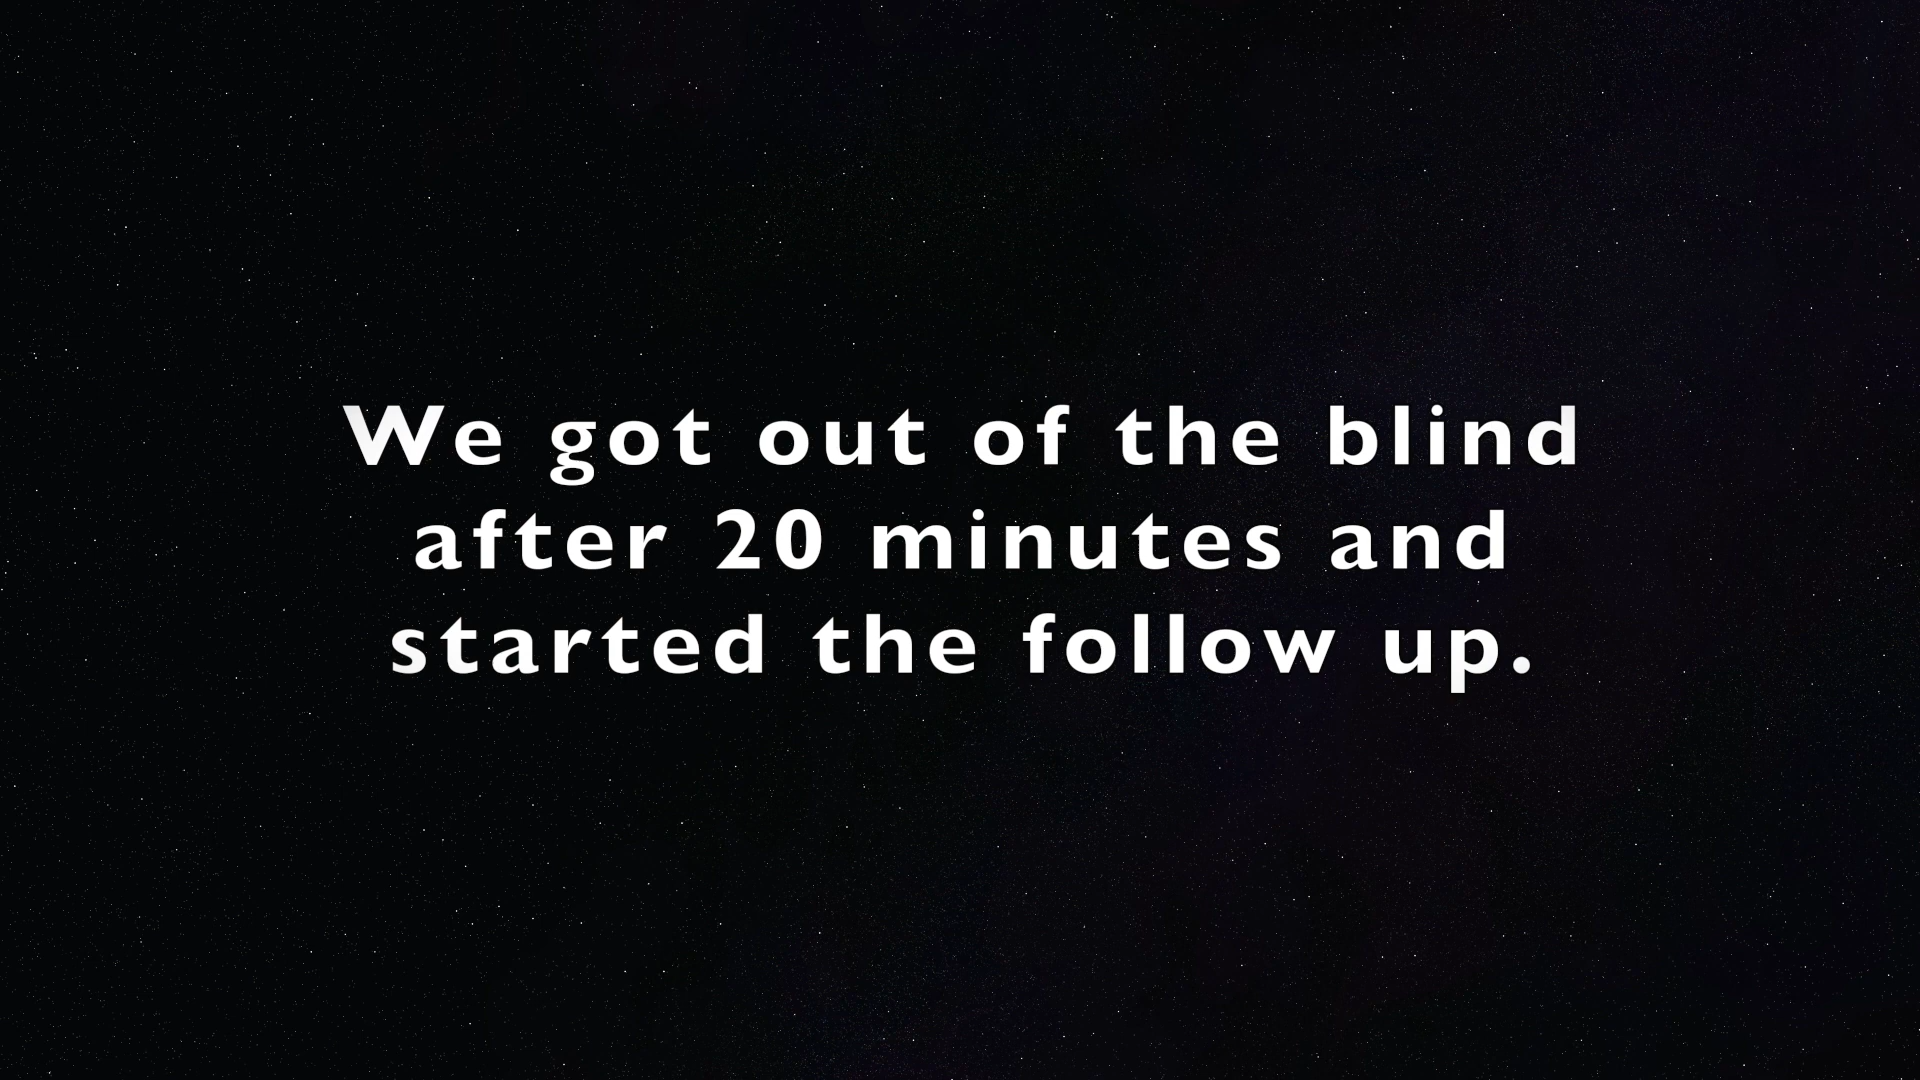 We got out of the blind
after 20 minutes and
started the follow up.